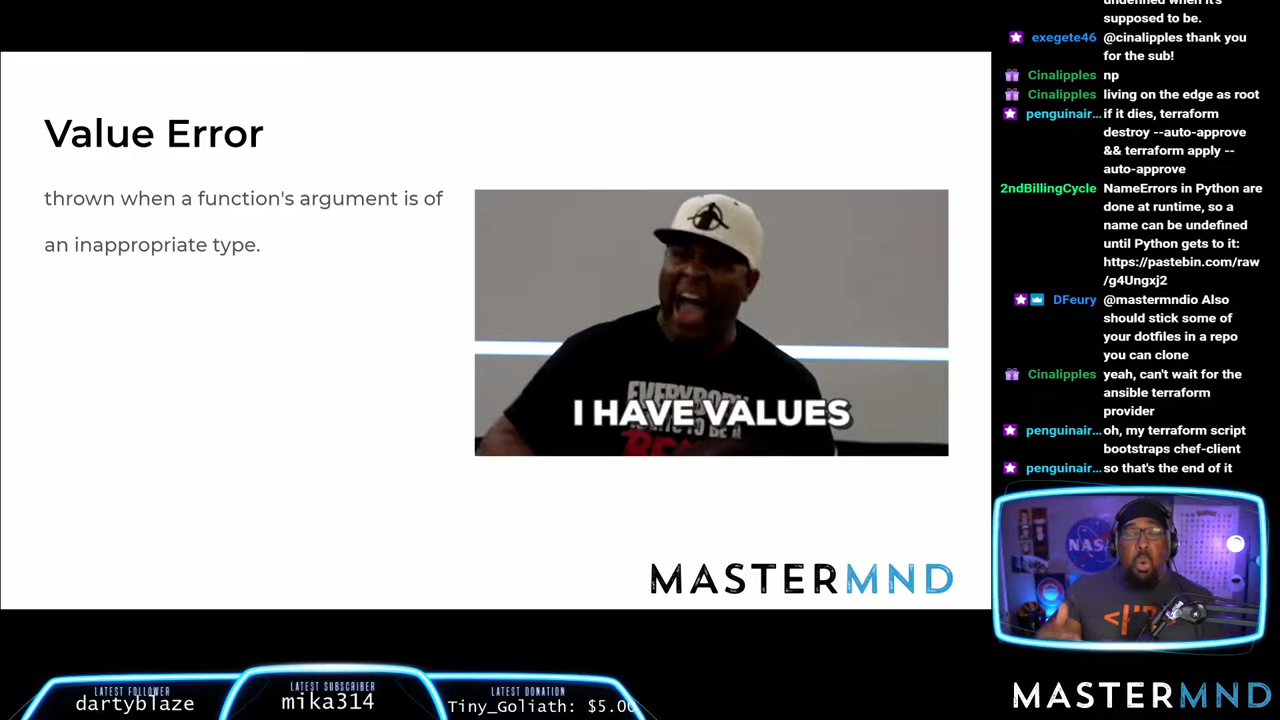 Value Error
thrown when a function's argument is of
an inappropriate type.
I HAVE VALUES
EVERYBODY
MASTERMND
undefined when it's
supposed to be.
exegete46 @cinalipples thank you
for the sub!
Cinalipples np
Cinalipples living on the edge as root
penguinair... if it dies, terraform
destroy --auto-approve
&& terraform apply --
auto-approve
2ndBillingCycle NameErrors in Python are
done at runtime, so a
name can be undefined
until Python gets to it:
https://pastebin.com/raw
/g4Ungxj2
DFeury @mastermndio Also
should stick some of
your dotfiles in a repo
you can clone
Cinalipples yeah, can't wait for the
ansible terraform
provider
penguinair... oh, my terraform script
bootstraps chef-client
penguinair... so that's the end of it
NASA
LATEST FOLLOWER
dartyblaze
LATEST SUBSCRIBER
mika314
LATEST DONATION
Tiny_Goliath: $5.00
MASTERMND